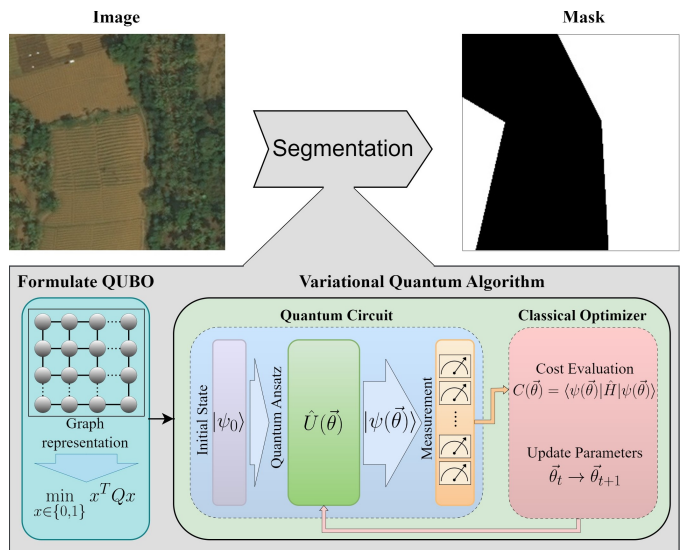 Image
Mask
Segmentation
Formulate QUBO
Variational Quantum Algorithm
Graph
representation
min x∈{0,1} x^T Qx
Quantum Circuit
Initial State
|ψ₀⟩
Quantum Ansatz
Û(θ⃗)
|ψ(θ⃗)⟩
Measurement
Classical Optimizer
Cost Evaluation
C(θ⃗) = ⟨ψ(θ⃗)|Ĥ|ψ(θ⃗)⟩
Update Parameters
θ⃗ₜ → θ⃗ₜ₊₁